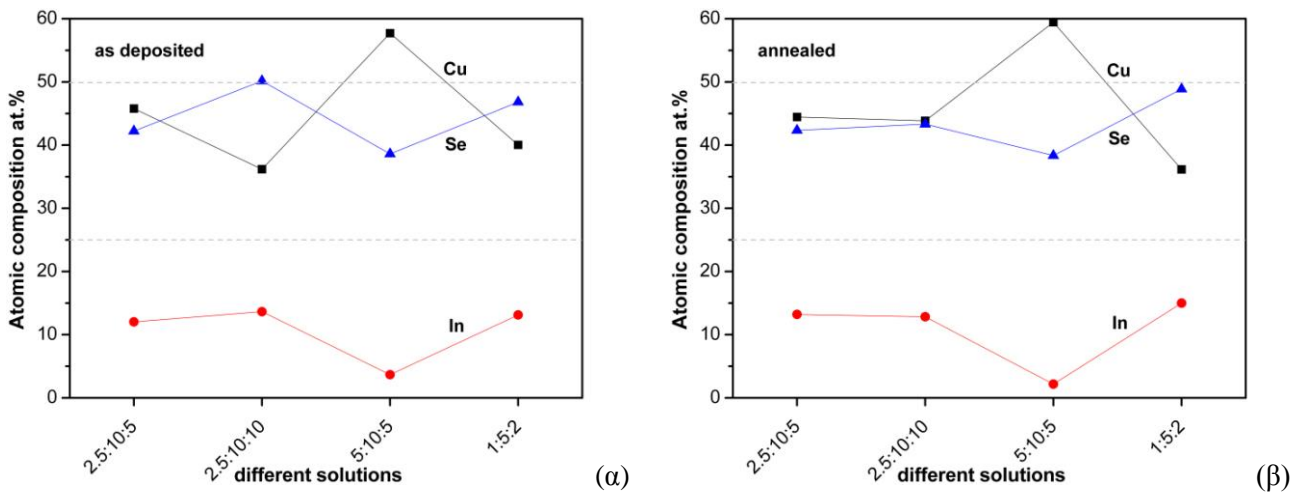 Atomic composition at.%
60
50
40
30
20
10
0
as deposited
Cu
Se
In
2.5:10:5
2.5:10:10
5:10:5
1:5:2
different solutions
(α)
Atomic composition at.%
60
50
40
30
20
10
0
annealed
Cu
Se
In
2.5:10:5
2.5:10:10
5:10:5
1:5:2
different solutions
(β)